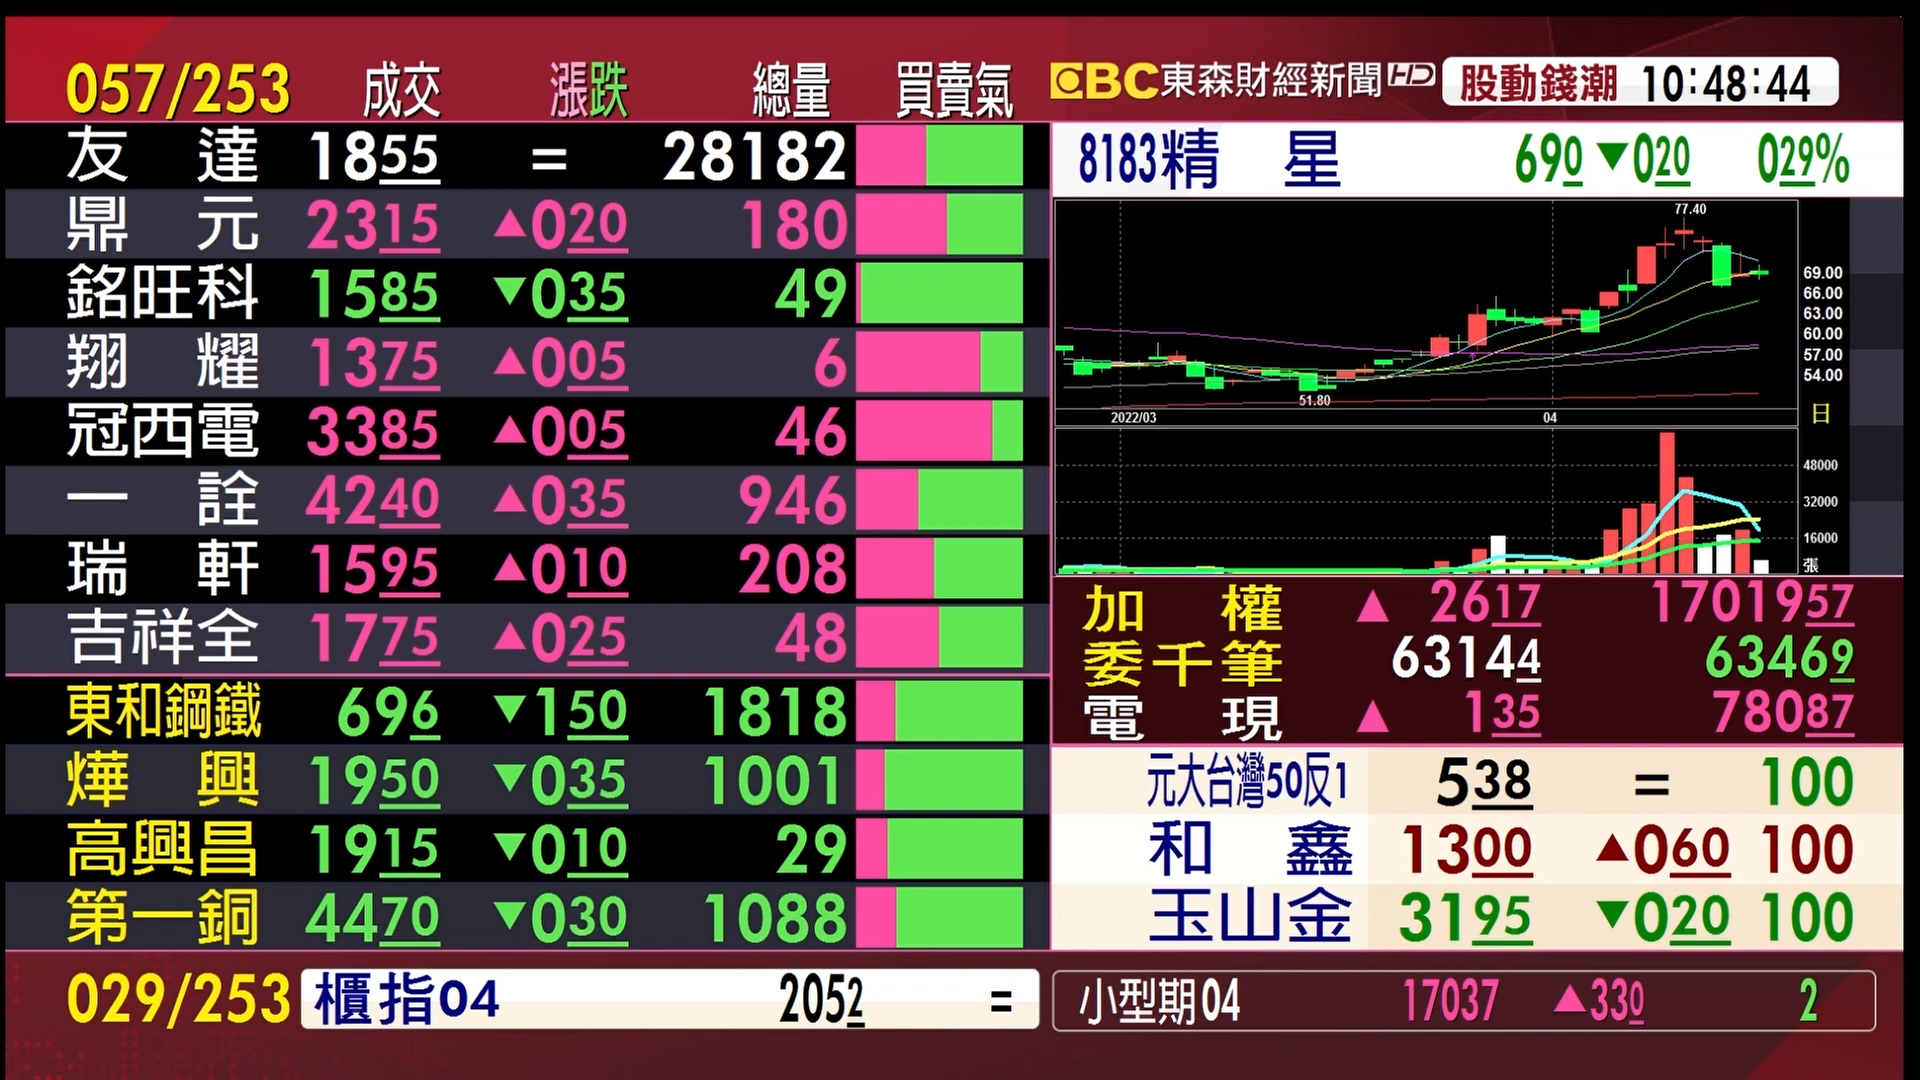 057/253 成交 漲跌 總量 買賣氣
友達 1855 = 28182
鼎元 2315 ▲020 180
銘旺科 1585 ▼035 49
翔耀 1375 ▲005 6
冠西電 3385 ▲005 46
一詮 4240 ▲035 946
瑞軒 1595 ▲010 208
吉祥全 1775 ▲025 48
東和鋼鐵 696 ▼150 1818
燁興 1950 ▼035 1001
高興昌 1915 ▼010 29
第一銅 4470 ▼030 1088
029/253 櫃指04 2052 =
EBC東森財經新聞HD 股動錢潮 10:48:44
8183精星 690 ▼020 029%
77.40
69.00
66.00
63.00
60.00
57.00
54.00
51.80
2022/03 04 日
48000
32000
16000
張
加權 ▲ 2617 1701957
委千筆 63144 63469
電現 ▲ 135 78087
元大台灣50反1 538 = 100
和鑫 1300 ▲060 100
玉山金 3195 ▼020 100
小型期04 17037 ▲330 2